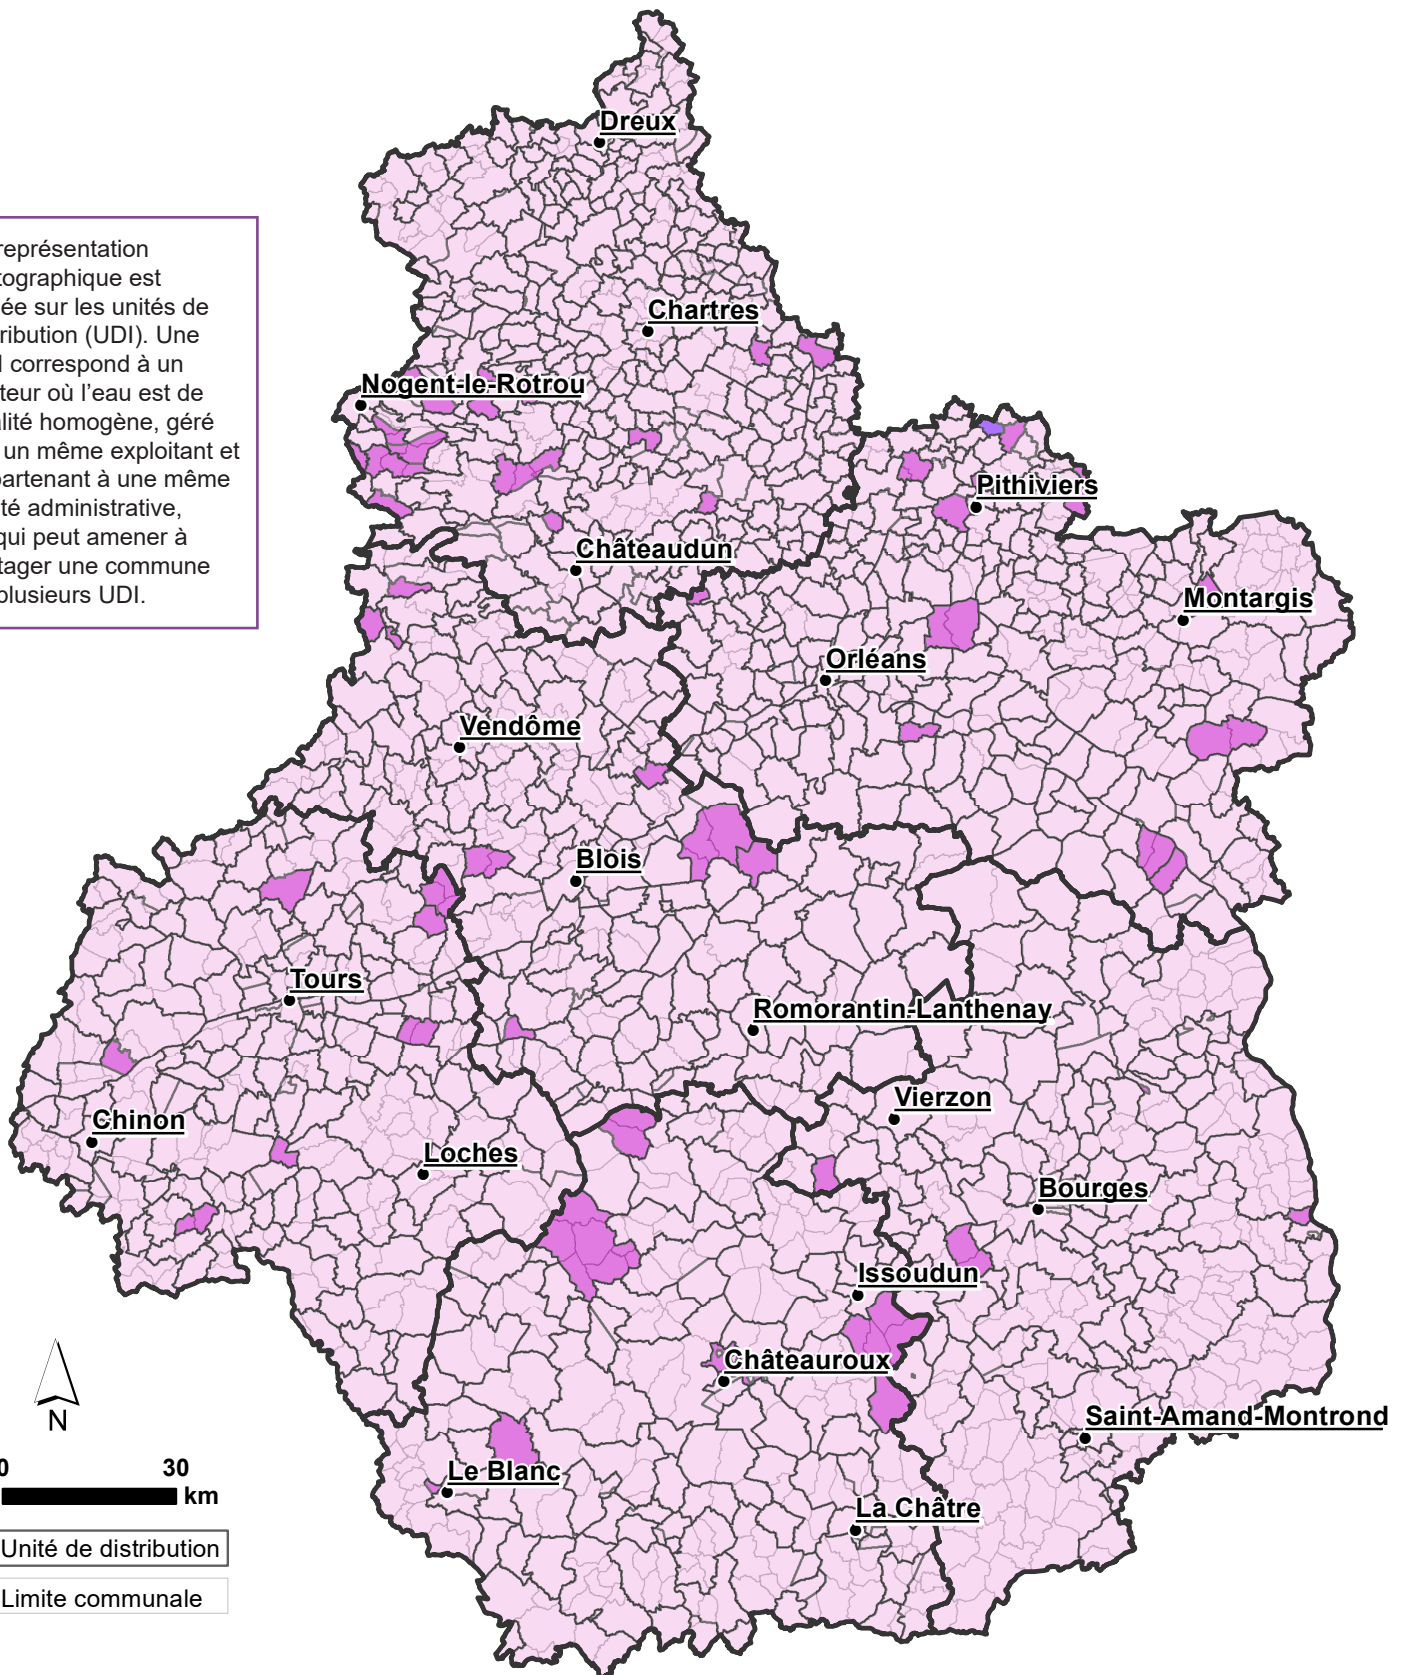 Dreux
représentation
tographique est
ée sur les unités de
tribution (UDI). Une
I correspond à un
teur où l’eau est de
alité homogène, géré
un même exploitant et
partenant à une même
té administrative,
qui peut amener à
tager une commune
plusieurs UDI.
Chartres
Nogent-le-Rotrou
Pithiviers
Châteaudun
Montargis
Orléans
Vendôme
Blois
Tours
Romorantin-Lanthenay
Vierzon
Chinon
Loches
Bourges
Issoudun
Châteauroux
Saint-Amand-Montrond
Le Blanc
La Châtre
N
0 30
km
Unité de distribution
Limite communale